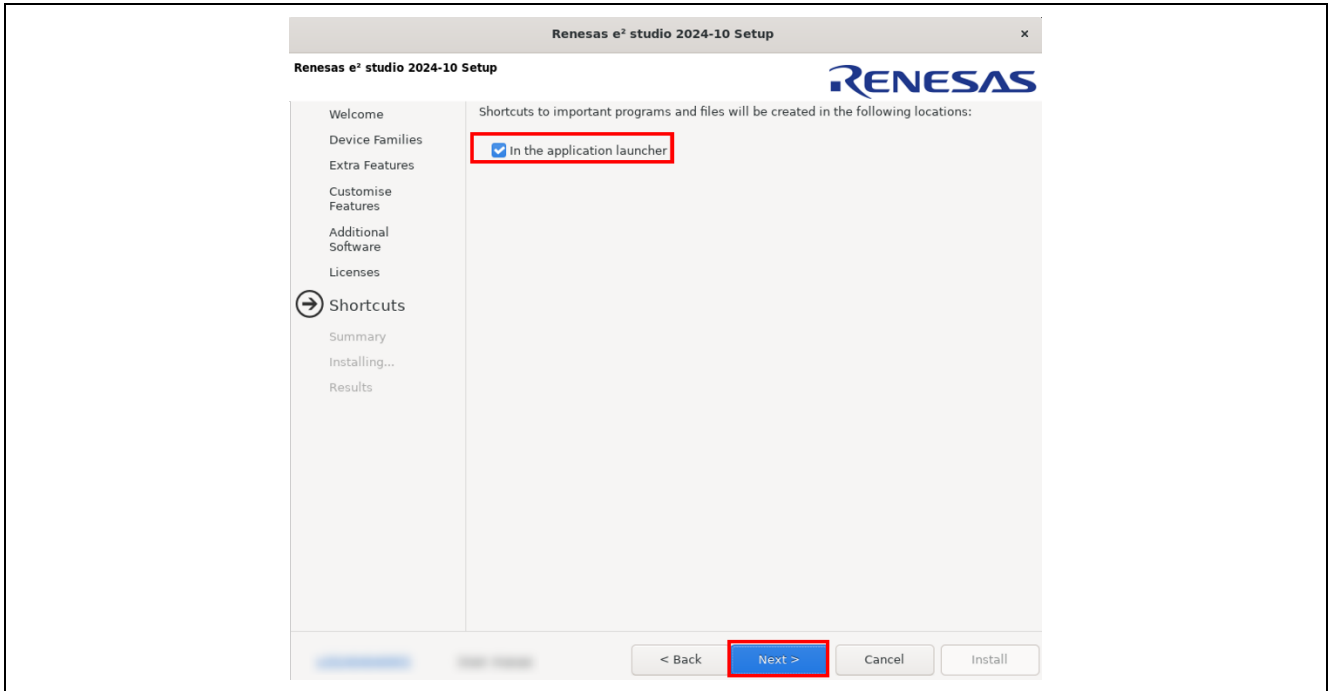 Renesas e² studio 2024-10 Setup
×
Renesas e² studio 2024-10 Setup
RENESAS
Welcome
Device Families
Extra Features
Customise
Features
Additional
Software
Licenses
Shortcuts
Summary
Installing...
Results
Shortcuts to important programs and files will be created in the following locations:
In the application launcher
< Back
Next >
Cancel
Install